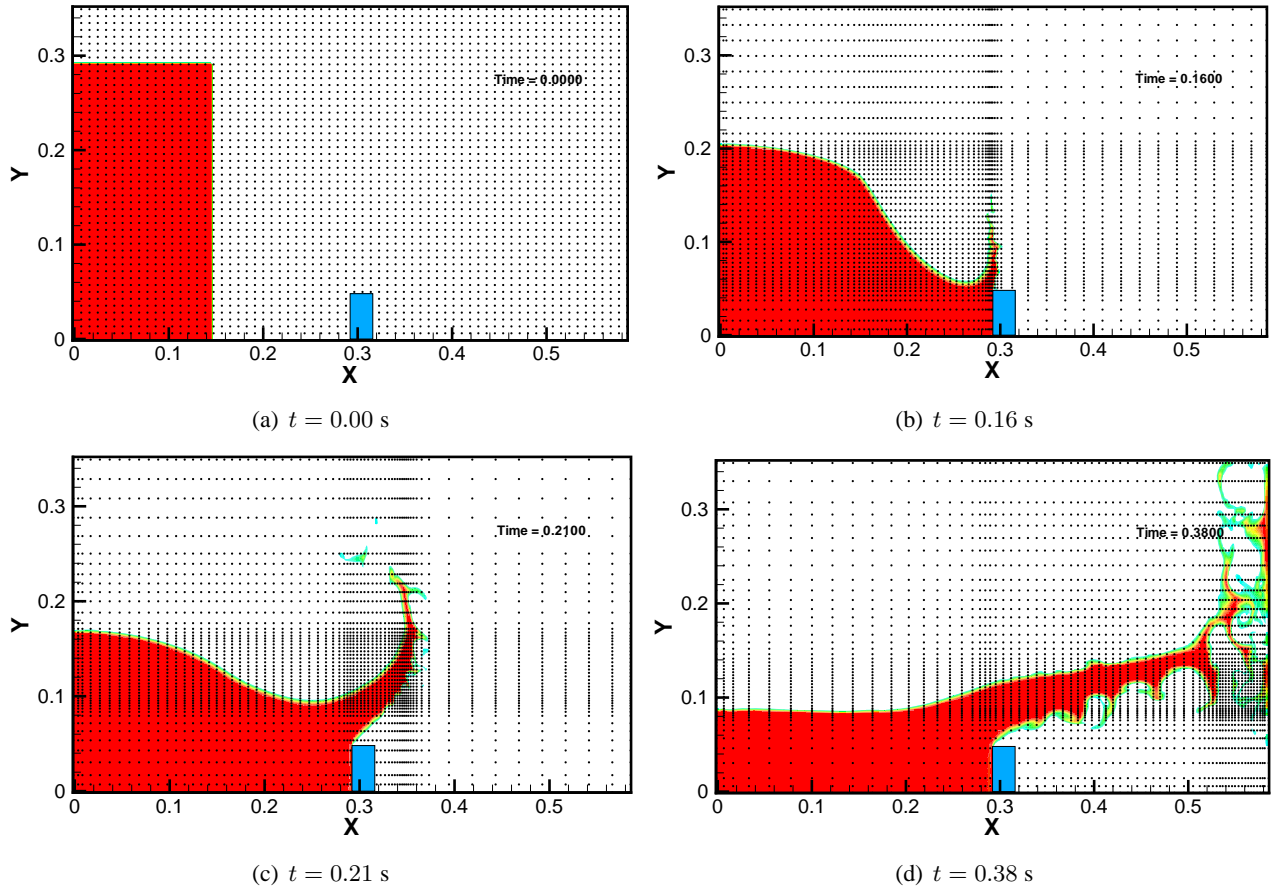 0.3
0.2
0.1
0
Y
Time = 0.0000
0 0.1 0.2 0.3 0.4 0.5
X
(a) t = 0.00 s
0.3
0.2
0.1
0
Y
Time = 0.1600
0 0.1 0.2 0.3 0.4 0.5
X
(b) t = 0.16 s
0.3
0.2
0.1
0
Y
Time = 0.2100
0 0.1 0.2 0.3 0.4 0.5
X
(c) t = 0.21 s
0.3
0.2
0.1
0
Y
Time = 0.3800
0 0.1 0.2 0.3 0.4 0.5
X
(d) t = 0.38 s